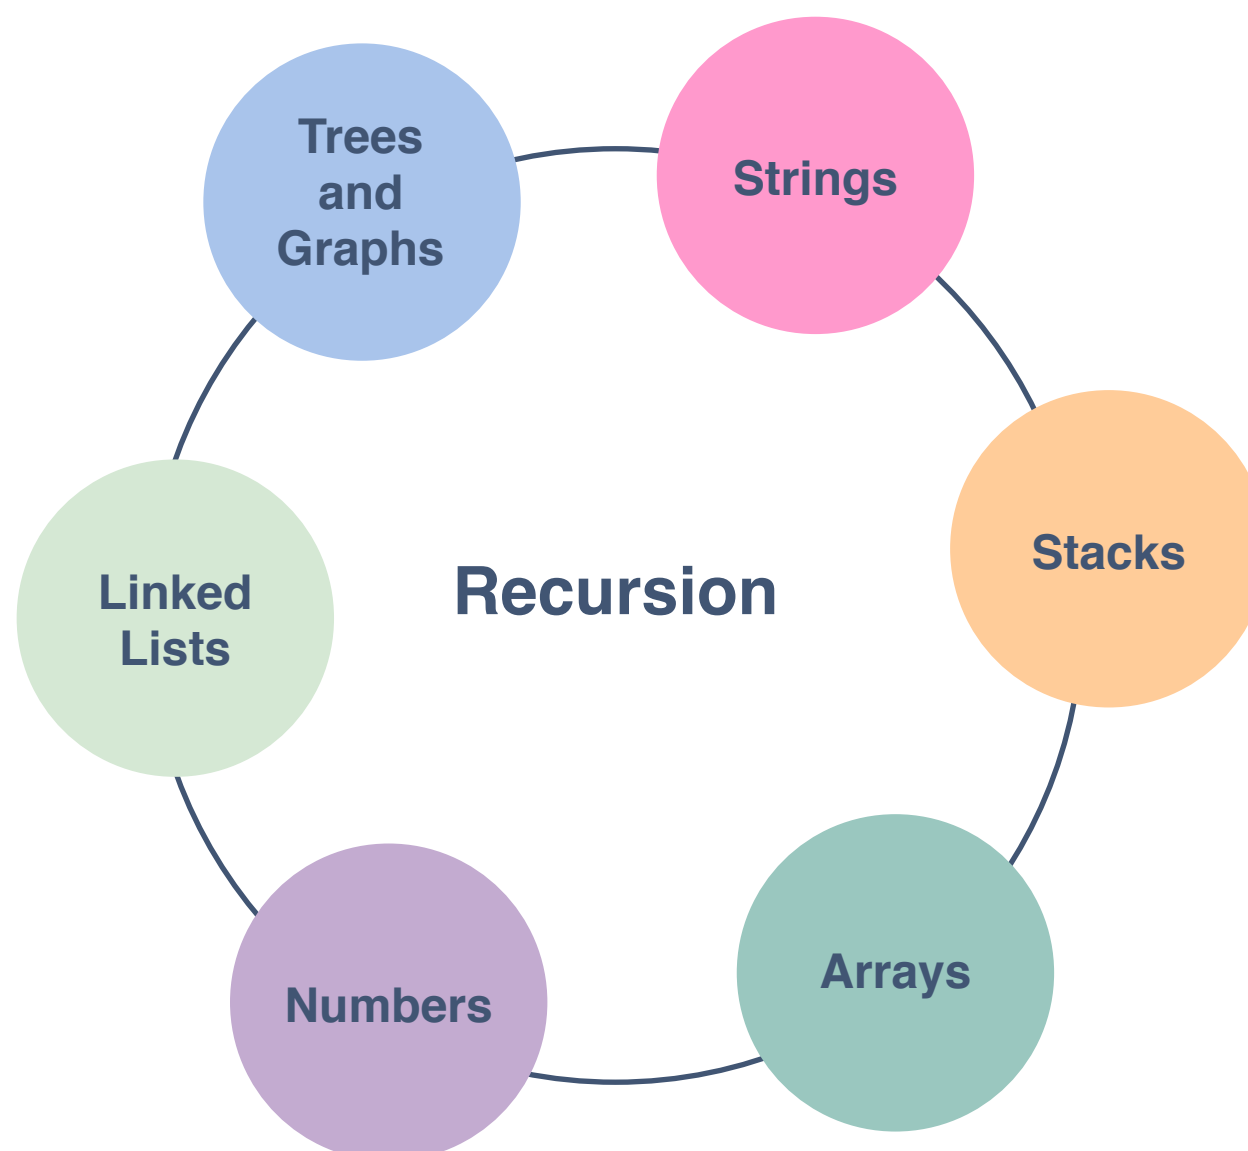 Trees
and
Graphs
Strings
Stacks
Linked
Lists
Recursion
Arrays
Numbers